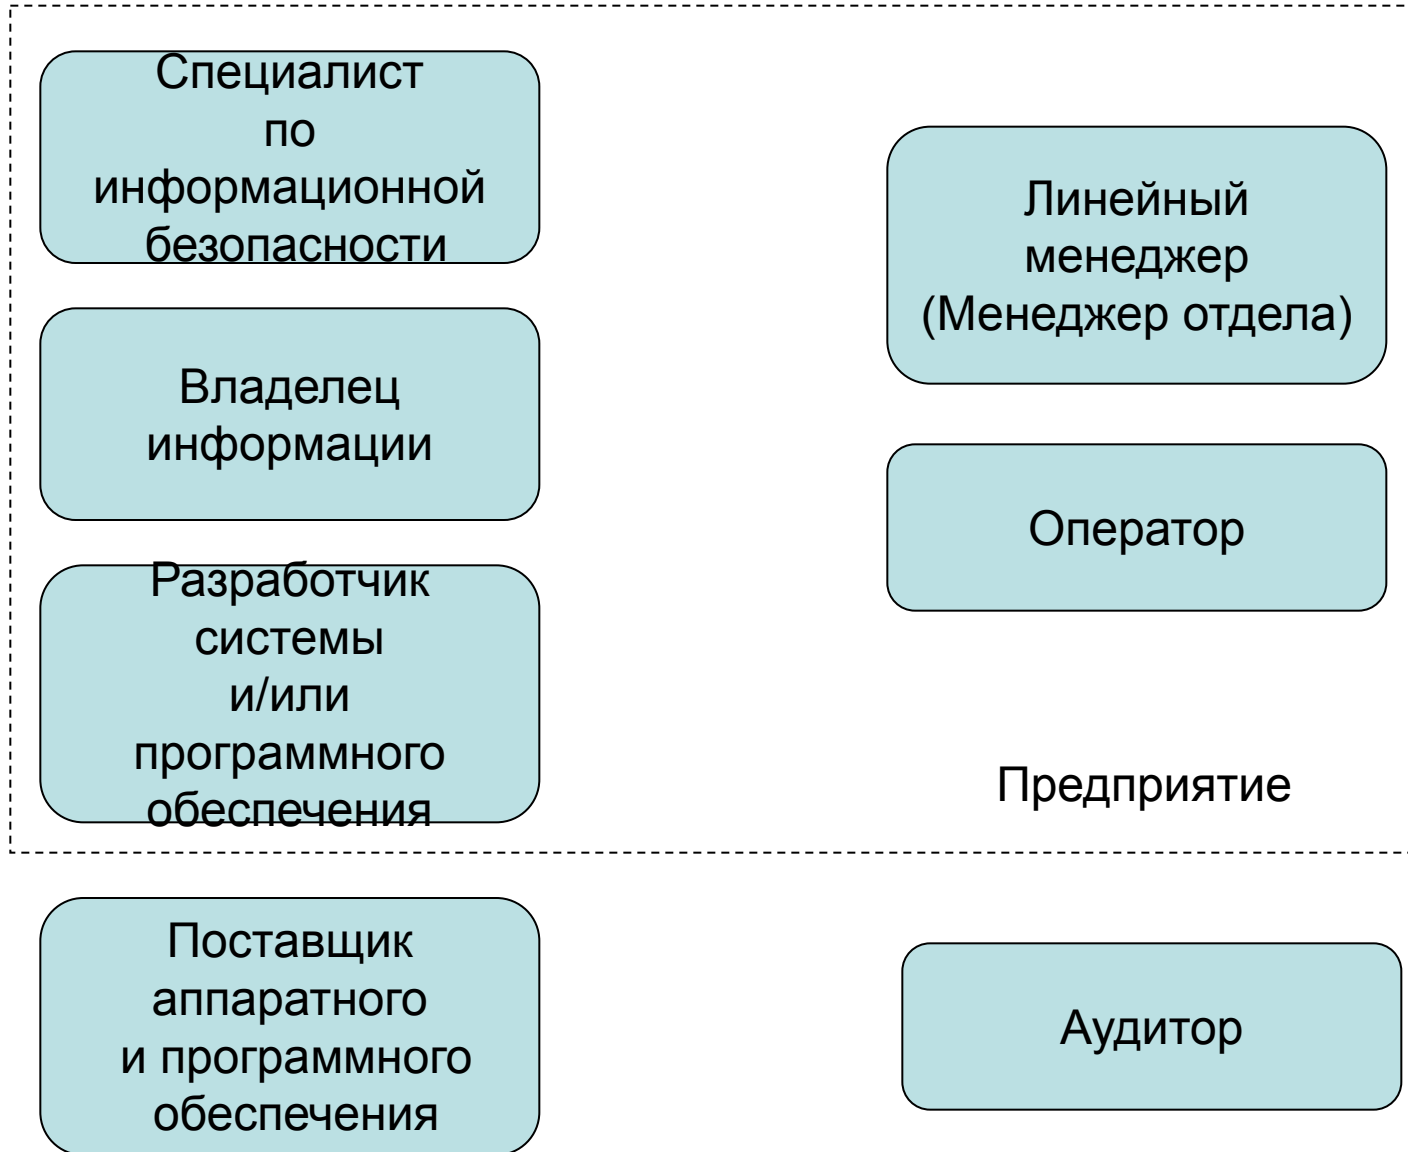 Специалист
по
информационной
безопасности
Владелец
информации
Разработчик
системы
и/или
программного
обеспечения
Линейный
менеджер
(Менеджер отдела)
Оператор
Предприятие
Поставщик
аппаратного
и программного
обеспечения
Аудитор